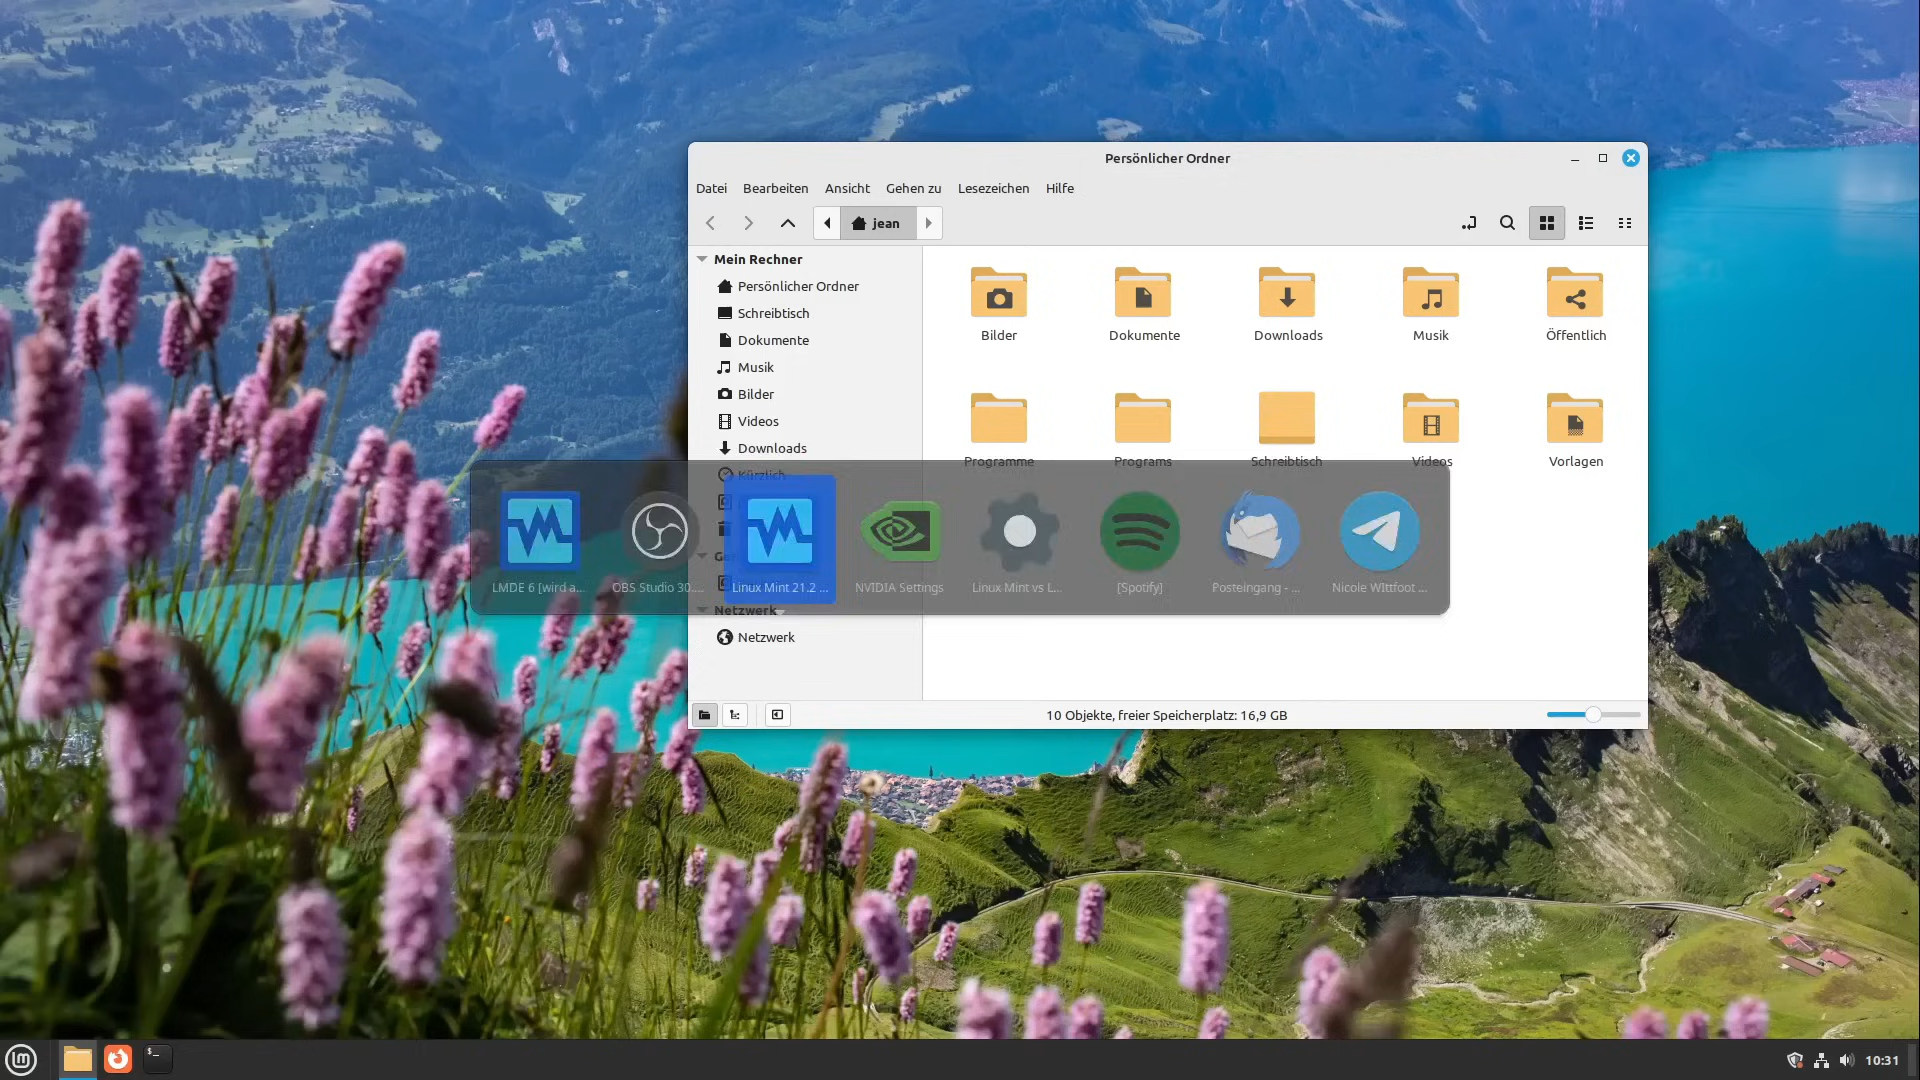 Persönlicher Ordner
Datei Bearbeiten Ansicht Gehen zu Lesezeichen Hilfe
jean
Mein Rechner
Persönlicher Ordner
Schreibtisch
Dokumente
Musik
Bilder
Videos
Downloads
Kürzlich
Netzwerk
Netzwerk
Bilder Dokumente Downloads Musik Öffentlich
Programme Programs Schreibtisch Videos Vorlagen
LMDE 6 [wird a... OBS Studio 30.... Linux Mint 21.2 ... NVIDIA Settings Linux Mint vs L... [Spotify] Posteingang - ... Nicole WIttfoot ...
10 Objekte, freier Speicherplatz: 16,9 GB
10:31